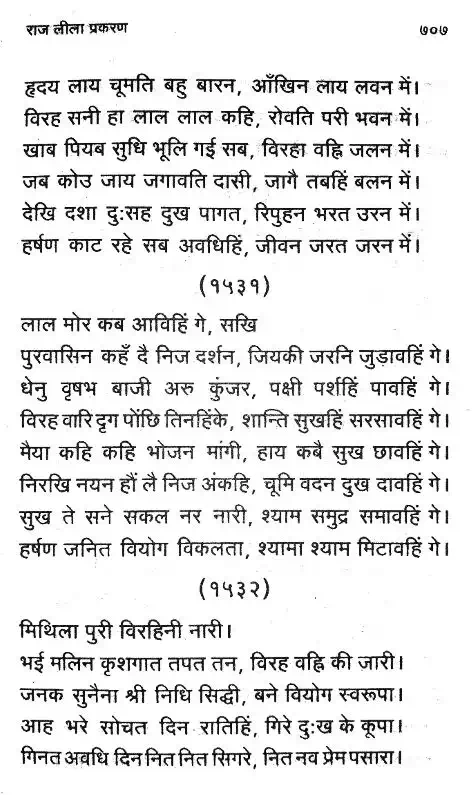 राज लीला प्रकरण ७०७
हृदय लाय चूमति बहु बारन, आँखिन लाय लवन में।
विरह सनी हा लाल लाल कहि, रोवति परी भवन में।
खाब पियब सुधि भूलि गई सब, विरहा वह्नि जलन में।
जब कोउ जाय जगावति दासी, जागै तबहिं बलन में।
देखि दशा दुःसह दुख पागत, रिपुहन भरत उरन में।
हर्षण काट रहे सब अवधिहिं, जीवन जरत जरन में।
(१५३१)
लाल मोर कब आविहिं गे, सखि
पुरवासिन कहँ दै निज दर्शन, जियकी जरनि जुड़ावहिं गे।
धेनु वृषभ बाजी अरु कुंजर, पक्षी पर्शहिं पावहिं गे।
विरह वारि दृग पोंछि तिनहिंके, शान्ति सुखहिं सरसावहिं गे।
मैया कहि कहि भोजन मांगी, हाय कबै सुख छावहिं गे।
निरखि नयन हौं लै निज अंकहि, चूमि वदन दुख दावहिं गे।
सुख ते सने सकल नर नारी, श्याम समुद्र समावहिं गे।
हर्षण जनित वियोग विकलता, श्यामा श्याम मिटावहिं गे।
(१५३२)
मिथिला पुरी विरहिनी नारी।
भई मलिन कृशगात तपत तन, विरह वह्नि की जारी।
जनक सुनैना श्री निधि सिद्धी, बने वियोग स्वरूपा।
आह भरे सोचत दिन रातिहिं, गिरे दुःख के कूपा।
गिनत अवधि दिन नित नित सिगरे, नित नव प्रेम पसारा।